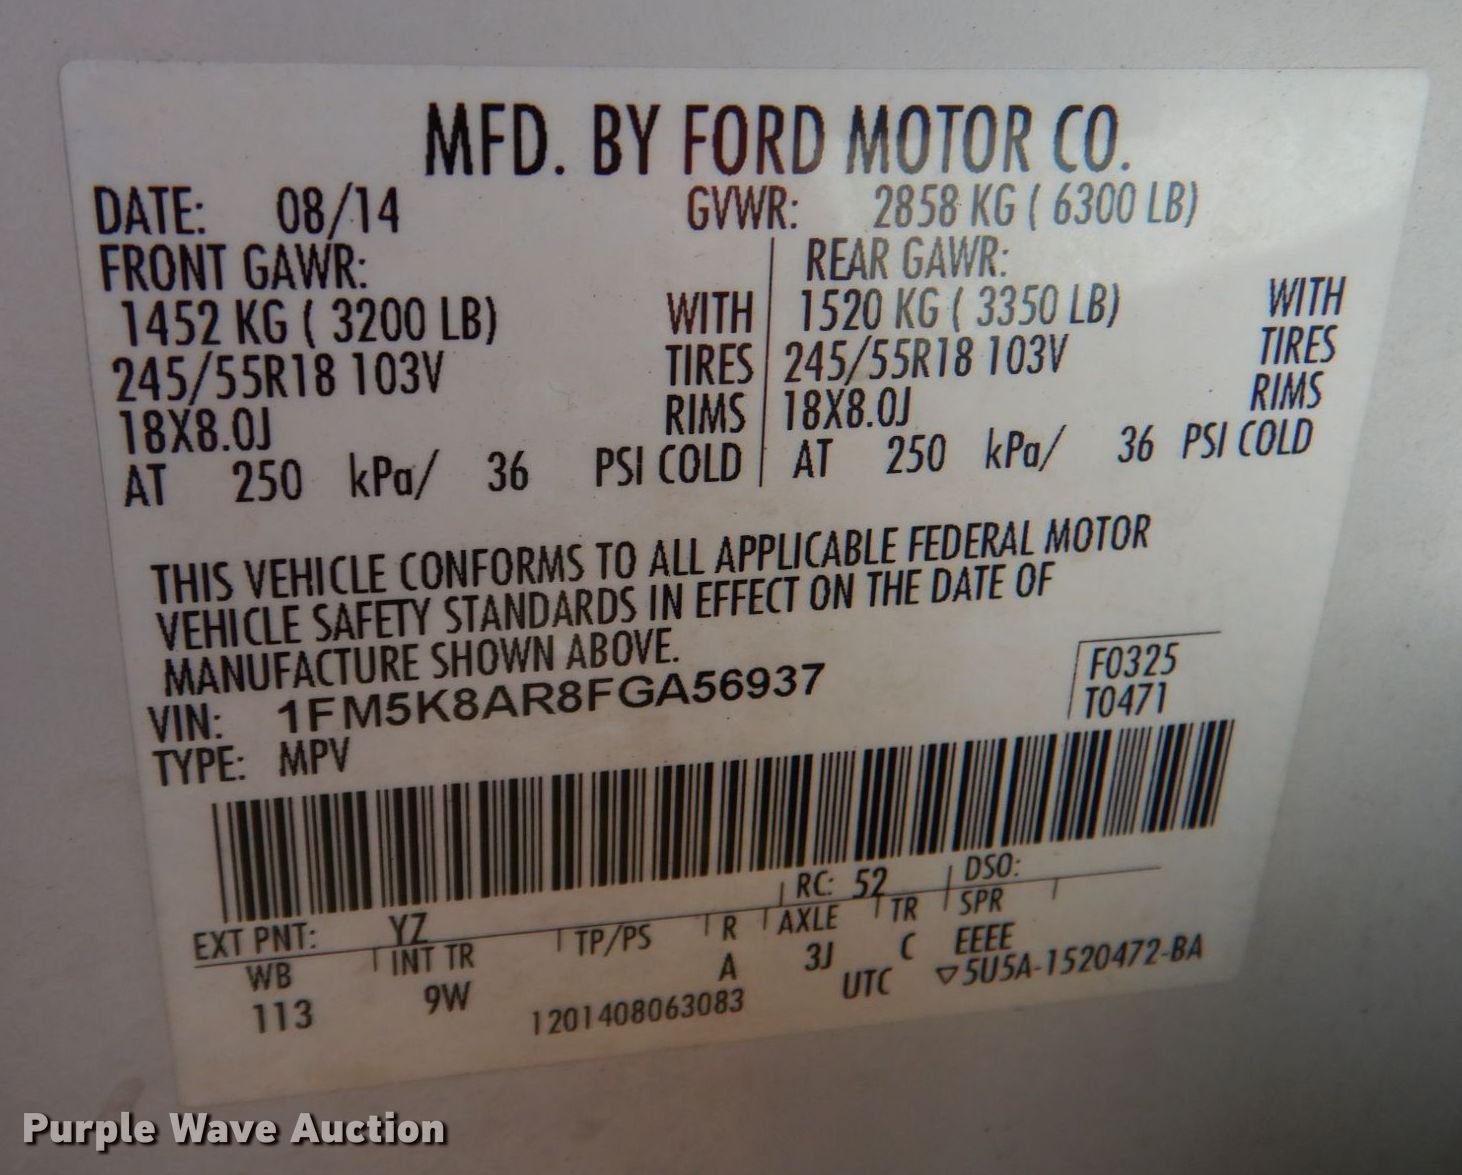 MFD. BY FORD MOTOR CO.
DATE: 08/14 GVWR: 2858 KG ( 6300 LB)
FRONT GAWR: REAR GAWR:
1452 KG ( 3200 LB) WITH 1520 KG ( 3350 LB) WITH
245/55R18 103V TIRES 245/55R18 103V TIRES
18X8.0J RIMS 18X8.0J RIMS
AT 250 kPa/ 36 PSI COLD AT 250 kPa/ 36 PSI COLD
THIS VEHICLE CONFORMS TO ALL APPLICABLE FEDERAL MOTOR
VEHICLE SAFETY STANDARDS IN EFFECT ON THE DATE OF
MANUFACTURE SHOWN ABOVE.
VIN: 1FM5K8AR8FGA56937 F0325
TYPE: MPV T0471
EXT PNT: YZ RC: 52 DSO:
WB INT TR TP/PS R AXLE TR SPR
113 9W A 3J C EEEE
1201408063083 UTC ▽5U5A-1520472-BA
Purple Wave Auction